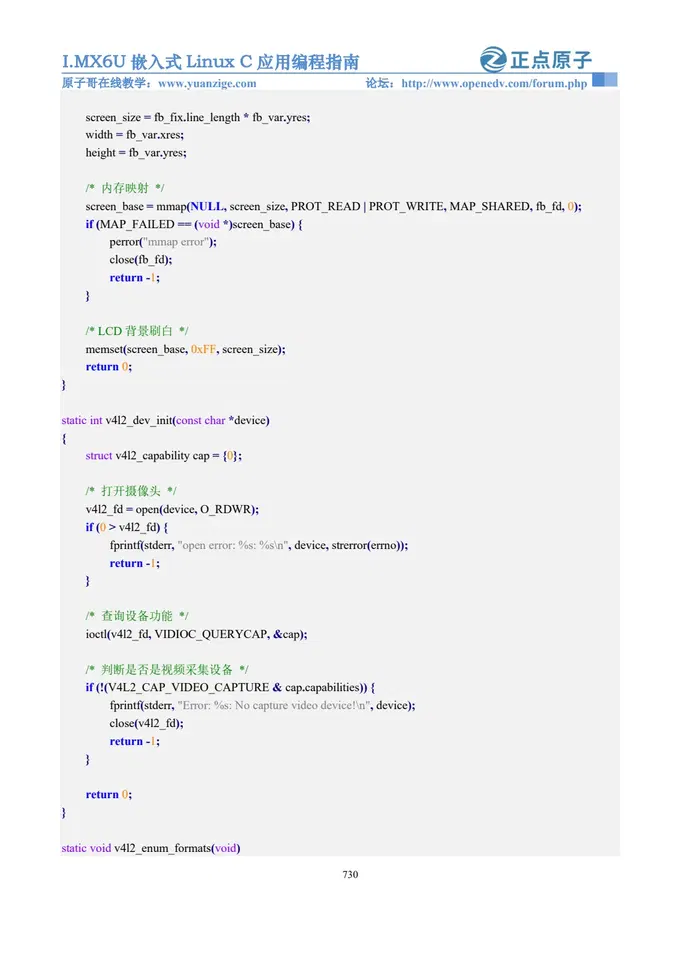 I.MX6U 嵌入式 Linux C 应用编程指南
正点原子
原子哥在线教学：www.yuanzige.com 论坛：http://www.openedv.com/forum.php
screen_size = fb_fix.line_length * fb_var.yres;
width = fb_var.xres;
height = fb_var.yres;
/* 内存映射 */
screen_base = mmap(NULL, screen_size, PROT_READ | PROT_WRITE, MAP_SHARED, fb_fd, 0);
if (MAP_FAILED == (void *)screen_base) {
perror("mmap error");
close(fb_fd);
return -1;
}
/* LCD 背景刷白 */
memset(screen_base, 0xFF, screen_size);
return 0;
}
static int v4l2_dev_init(const char *device)
{
struct v4l2_capability cap = {0};
/* 打开摄像头 */
v4l2_fd = open(device, O_RDWR);
if (0 > v4l2_fd) {
fprintf(stderr, "open error: %s: %s\n", device, strerror(errno));
return -1;
}
/* 查询设备功能 */
ioctl(v4l2_fd, VIDIOC_QUERYCAP, &cap);
/* 判断是否是视频采集设备 */
if (!(V4L2_CAP_VIDEO_CAPTURE & cap.capabilities)) {
fprintf(stderr, "Error: %s: No capture video device!\n", device);
close(v4l2_fd);
return -1;
}
return 0;
}
static void v4l2_enum_formats(void)
730